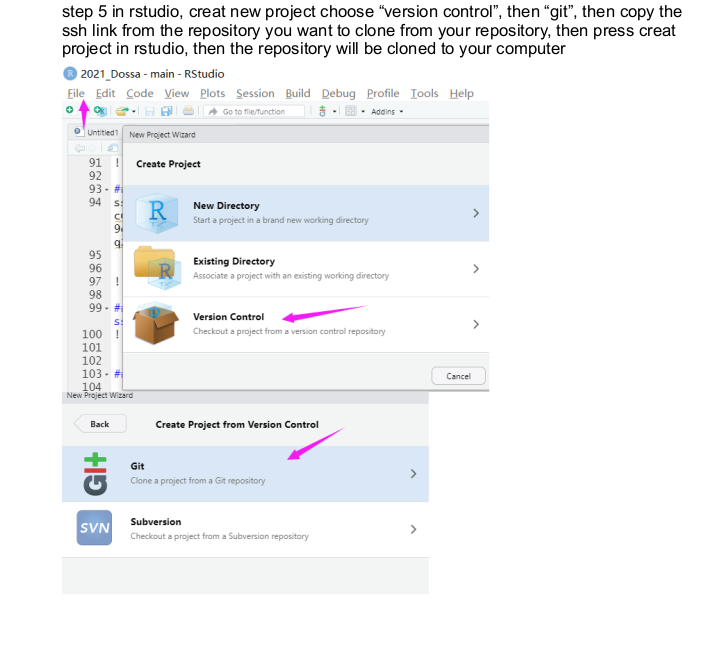 step 5 in rstudio, creat new project choose “version control”, then “git”, then copy the
ssh link from the repository you want to clone from your repository, then press creat
project in rstudio, then the repository will be cloned to your computer
2021_Dossa - main - RStudio
File Edit Code View Plots Session Build Debug Profile Tools Help
Go to file/function Addins
Untitled1
New Project Wizard
91 !
92
93 #
94 s
95
96
97 !
98
99 #
s
100 !
101
102
103 #
104
Create Project
New Directory
Start a project in a brand new working directory
Existing Directory
Associate a project with an existing working directory
Version Control
Checkout a project from a version control repository
Cancel
New Project Wizard
Back Create Project from Version Control
git
Git
Clone a project from a Git repository
SVN
Subversion
Checkout a project from a Subversion repository